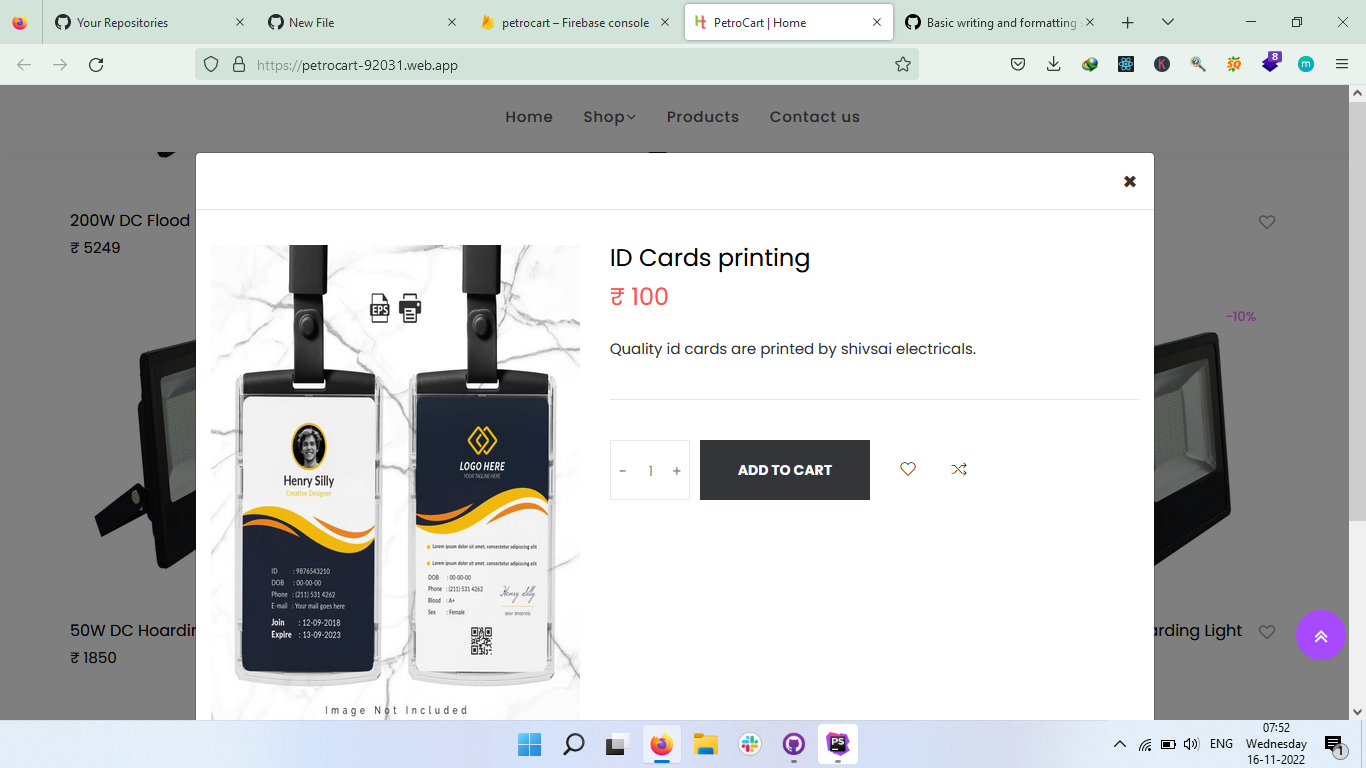 Your Repositories
New File
petrocart – Firebase console
PetroCart | Home
Basic writing and formatting s
https://petrocart-92031.web.app
8
m
Home
Shop
Products
Contact us
200W DC Flood
₹ 5249
-10%
50W DC Hoardin
₹ 1850
arding Light
ID Cards printing
₹ 100
Quality id cards are printed by shivsai electricals.
- 1 +
ADD TO CART
EPS
Henry Silly
Creative Designer
ID : 9876543210
DOB : 00-00-00
Phone : (211) 531 4262
E-mail : Your mail goes here
Join : 12-09-2018
Expire : 13-09-2023
LOGO HERE
YOUR TAGLINE HERE
Lorem ipsum dolor sit amet, consectetur adipiscing elit
Lorem ipsum dolor sit amet, consectetur adipiscing elit
DOB : 00-00-00
Phone : (211) 531 4262
Blood : A+
Sex : Female
Henry Silly
your sincerely
Image Not Included
PS
ENG
07:52
Wednesday
16-11-2022
1